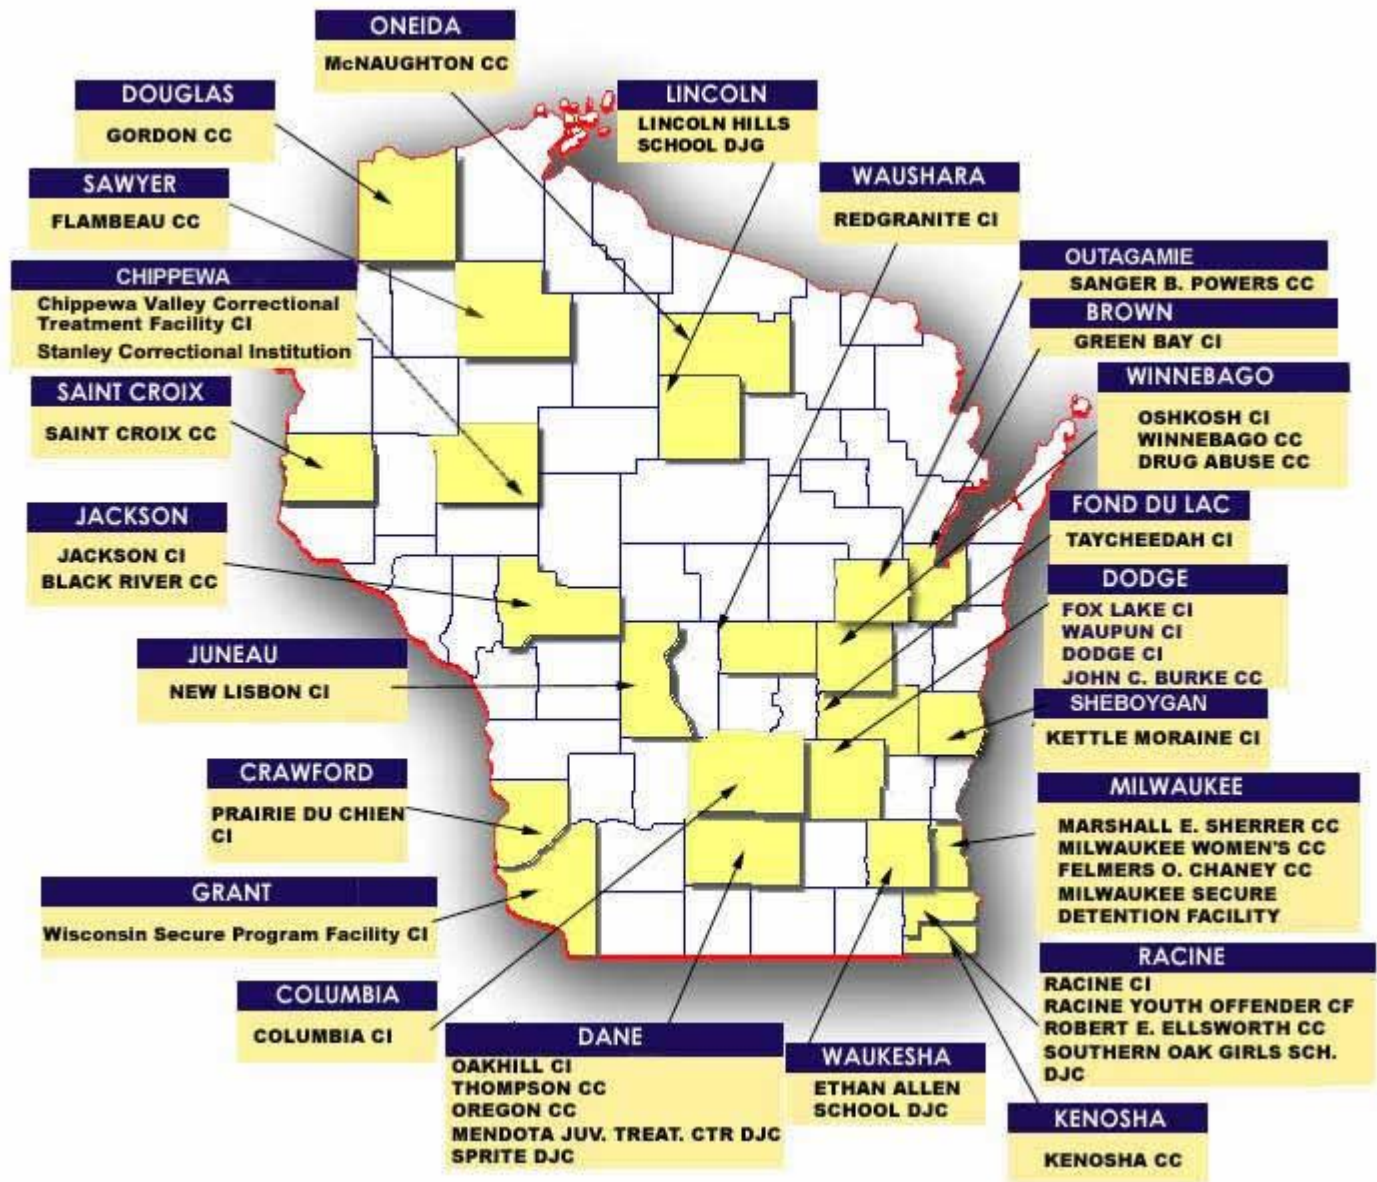 ONEIDA
McNAUGHTON CC
DOUGLAS
GORDON CC
LINCOLN
LINCOLN HILLS
SCHOOL DJG
SAWYER
FLAMBEAU CC
WAUSHARA
REDGRANITE CI
CHIPPEWA
Chippewa Valley Correctional
Treatment Facility CI
Stanley Correctional Institution
OUTAGAMIE
SANGER B. POWERS CC
BROWN
GREEN BAY CI
SAINT CROIX
SAINT CROIX CC
WINNEBAGO
OSHKOSH CI
WINNEBAGO CC
DRUG ABUSE CC
JACKSON
JACKSON CI
BLACK RIVER CC
FOND DU LAC
TAYCHEEDAH CI
DODGE
FOX LAKE CI
WAUPUN CI
DODGE CI
JOHN C. BURKE CC
JUNEAU
NEW LISBON CI
SHEBOYGAN
KETTLE MORAINE CI
CRAWFORD
PRAIRIE DU CHIEN
CI
MILWAUKEE
MARSHALL E. SHERRER CC
MILWAUKEE WOMEN'S CC
FELMERS O. CHANEY CC
MILWAUKEE SECURE
DETENTION FACILITY
GRANT
Wisconsin Secure Program Facility CI
RACINE
RACINE CI
RACINE YOUTH OFFENDER CF
ROBERT E. ELLSWORTH CC
SOUTHERN OAK GIRLS SCH.
DJC
COLUMBIA
COLUMBIA CI
DANE
OAKHILL CI
THOMPSON CC
OREGON CC
MENDOTA JUV. TREAT. CTR DJC
SPRITE DJC
WAUKESHA
ETHAN ALLEN
SCHOOL DJC
KENOSHA
KENOSHA CC